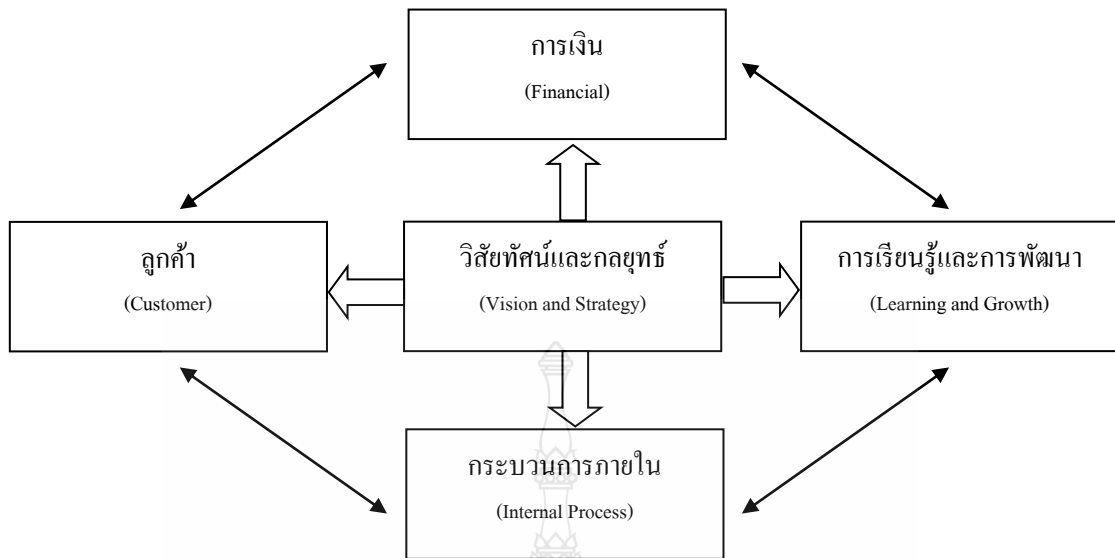 การเงิน
(Financial)
ลูกค้า
(Customer)
วิสัยทัศน์และกลยุทธ์
(Vision and Strategy)
การเรียนรู้และการพัฒนา
(Learning and Growth)
กระบวนการภายใน
(Internal Process)